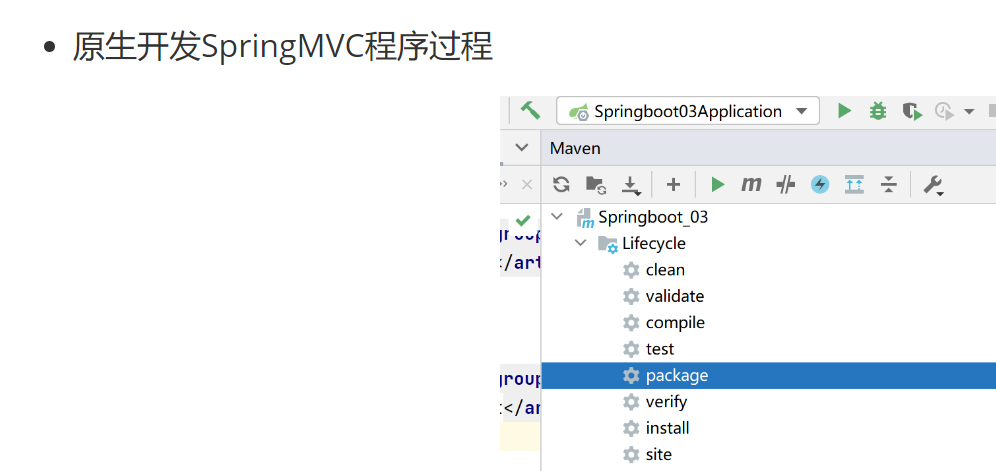 原生开发SpringMVC程序过程
Springboot03Application
Maven
Springboot_03
Lifecycle
clean
validate
compile
test
package
verify
install
site
</art
group
</ar